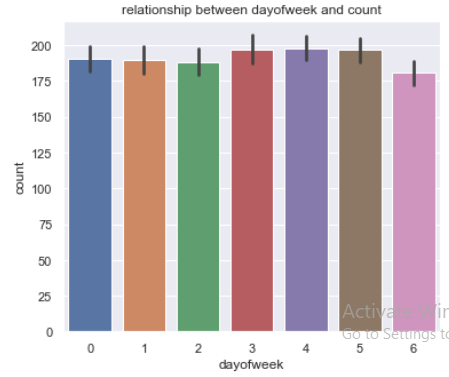 relationship between dayofweek and count
200
175
150
125
100
75
50
25
0
count
0 1 2 3 4 5 6
dayofweek
Activate Win
Go to Settings to